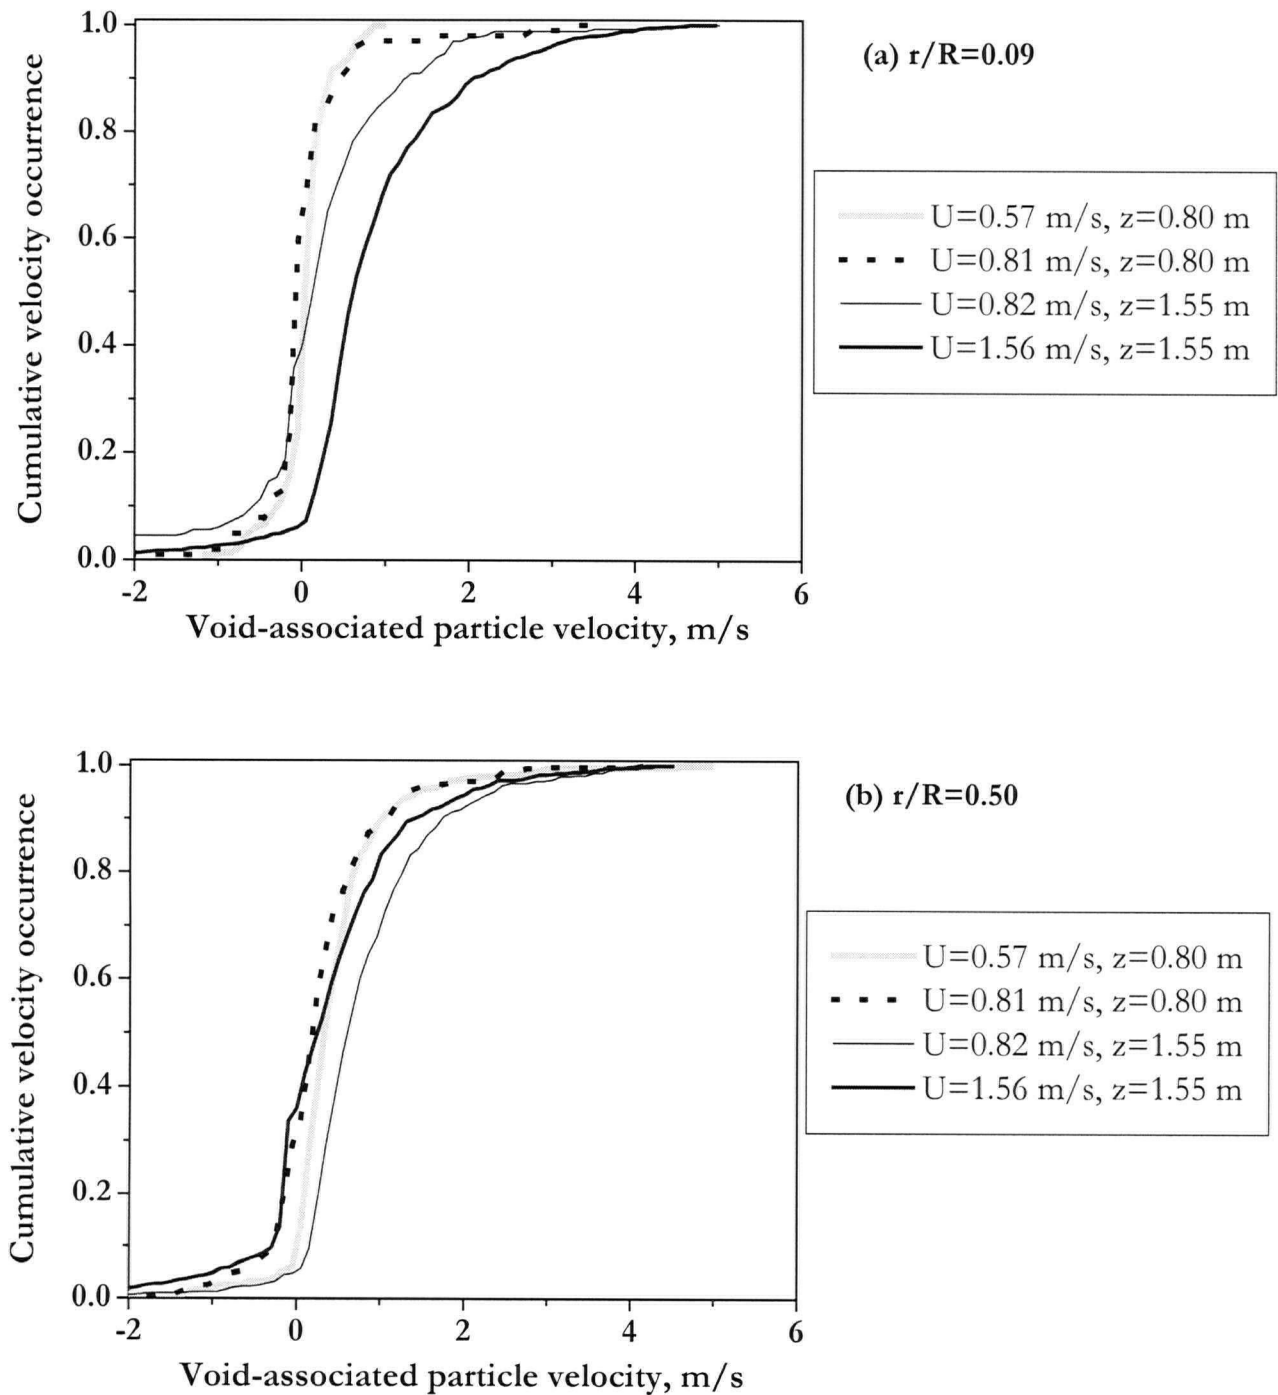 (a) r/R=0.09
Cumulative velocity occurrence
1.0
0.8
0.6
0.4
0.2
0.0
-2
0
2
4
6
Void-associated particle velocity, m/s
U=0.57 m/s, z=0.80 m
U=0.81 m/s, z=0.80 m
U=0.82 m/s, z=1.55 m
U=1.56 m/s, z=1.55 m
(b) r/R=0.50
Cumulative velocity occurrence
1.0
0.8
0.6
0.4
0.2
0.0
-2
0
2
4
6
Void-associated particle velocity, m/s
U=0.57 m/s, z=0.80 m
U=0.81 m/s, z=0.80 m
U=0.82 m/s, z=1.55 m
U=1.56 m/s, z=1.55 m